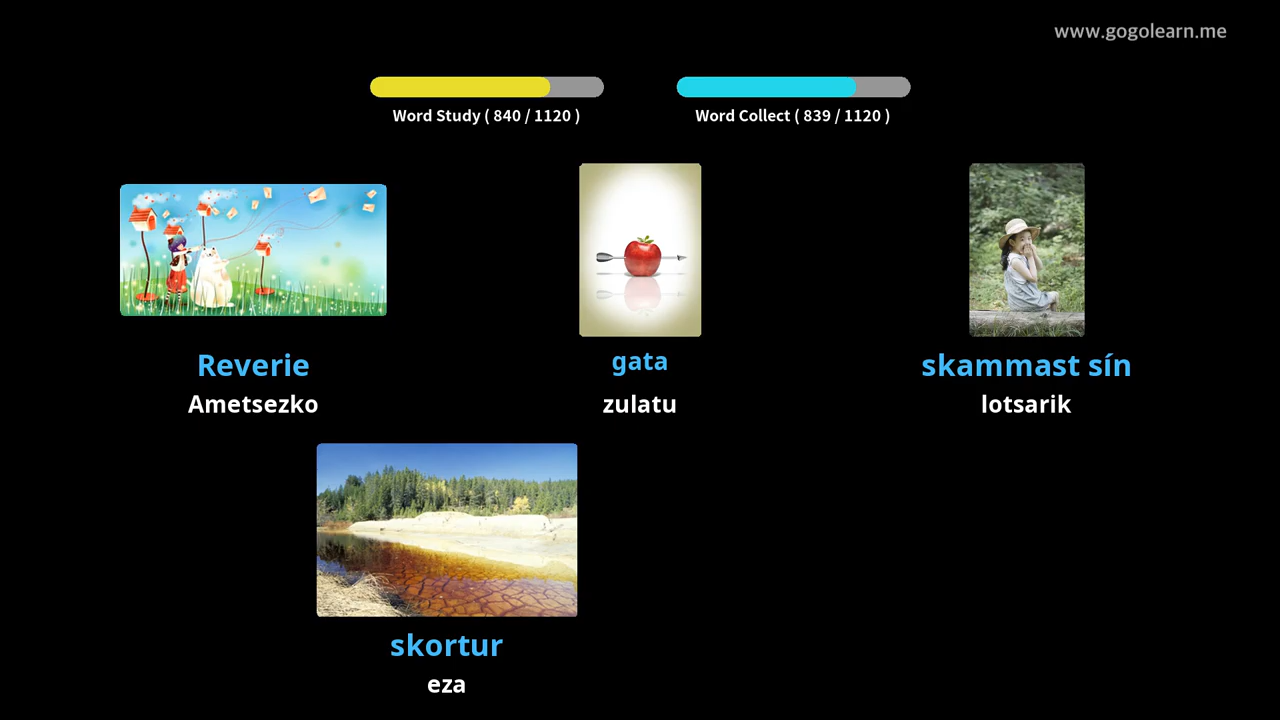 www.gogolearn.me
Word Study ( 840 / 1120 )
Word Collect ( 839 / 1120 )
Reverie
Ametsezko
gata
zulatu
skammast sín
lotsarik
skortur
eza